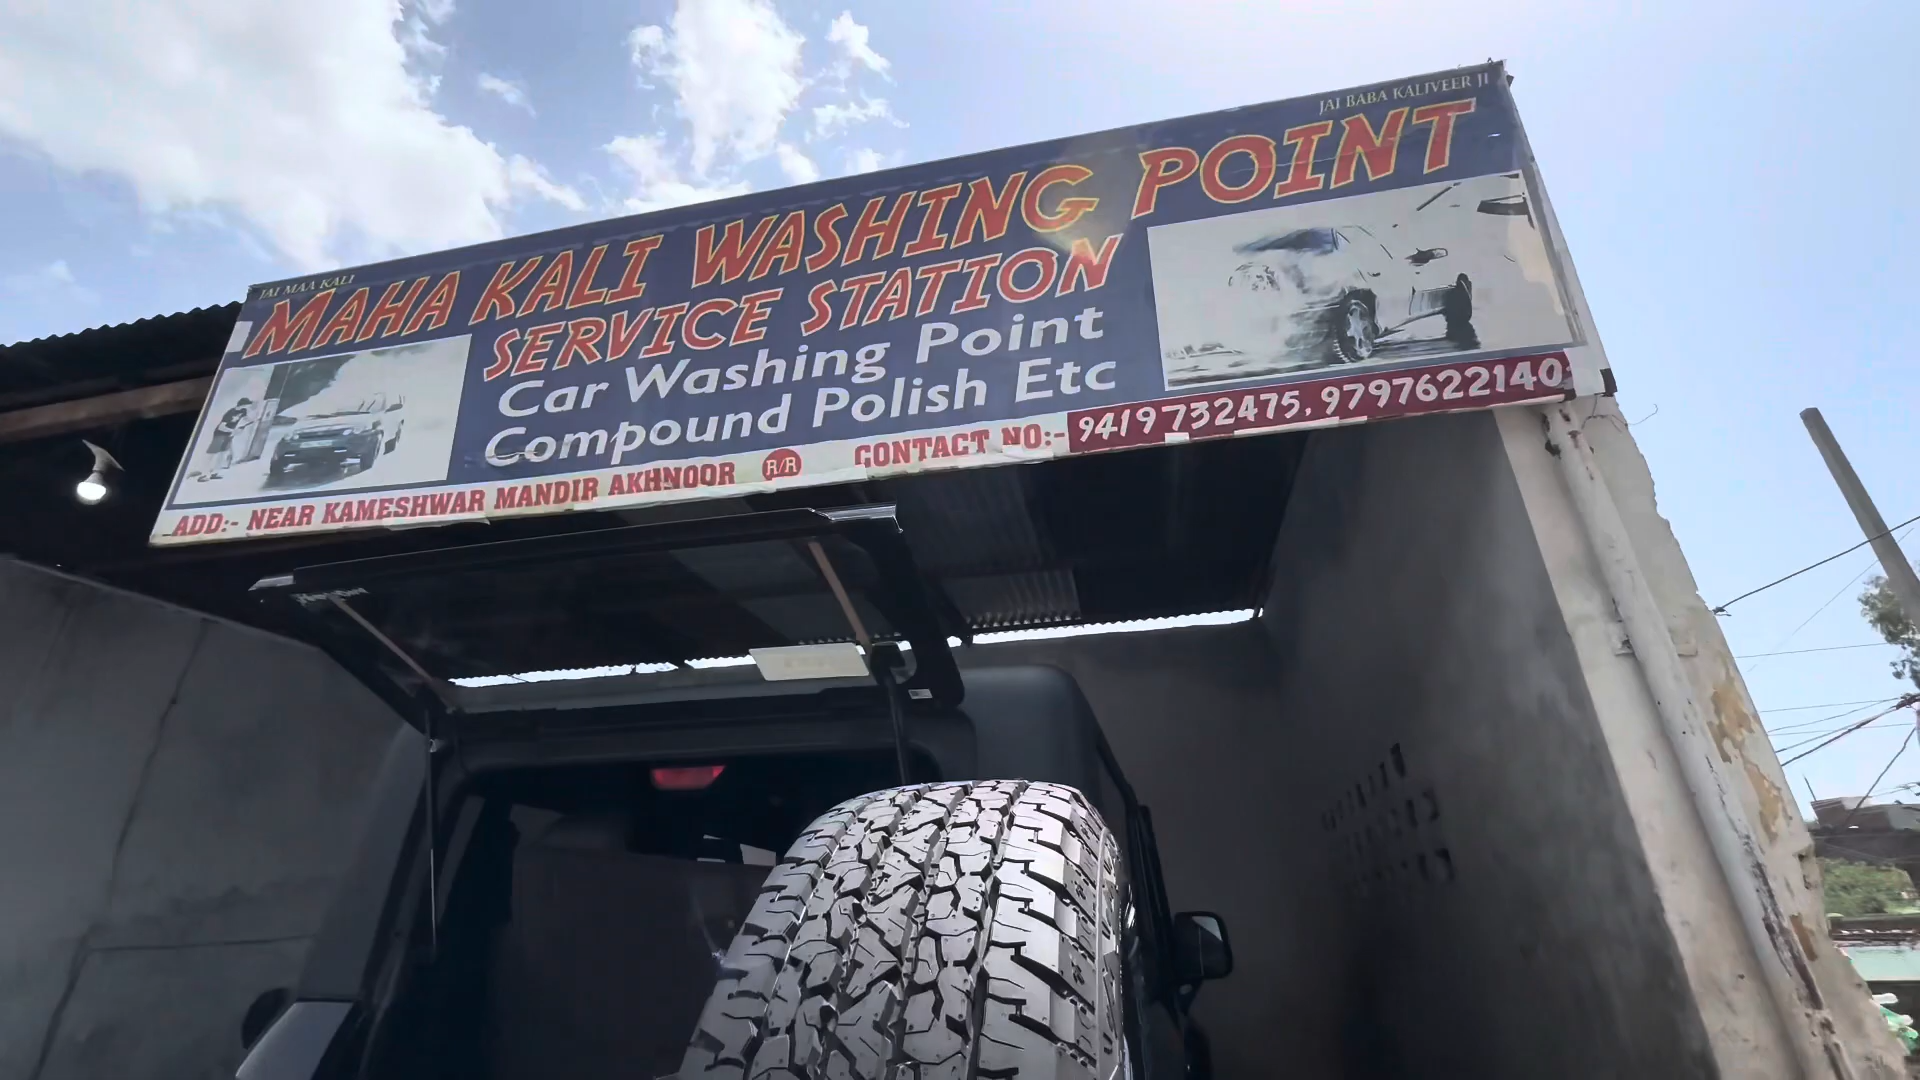 JAI MAA KALI
JAI BABA KALIVEER JI
MAHA KALI WASHING POINT
SERVICE STATION
Car Washing Point
Compound Polish Etc
ADD:- NEAR KAMESHWAR MANDIR AKHNOOR R/R CONTACT NO:- 9419732475, 9797622140